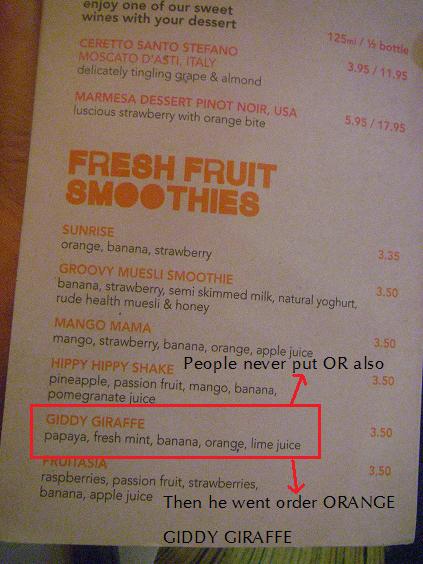 enjoy one of our sweet
wines with your dessert
125ml / ½ bottle
CERETTO SANTO STEFANO
MOSCATO D'ASTI, ITALY 3.95 / 11.95
delicately tingling grape & almond
MARMESA DESSERT PINOT NOIR, USA 5.95 / 17.95
luscious strawberry with orange bite
FRESH FRUIT
SMOOTHIES
SUNRISE 3.35
orange, banana, strawberry
GROOVY MUESLI SMOOTHIE 3.50
banana, strawberry, semi skimmed milk, natural yoghurt,
rude health muesli & honey
MANGO MAMA 3.50
mango, strawberry, banana, orange, apple juice
People never put OR also
HIPPY HIPPY SHAKE 3.50
pineapple, passion fruit, mango, banana,
pomegranate juice
GIDDY GIRAFFE 3.50
papaya, fresh mint, banana, orange, lime juice
FRUITASIA 3.50
raspberries, passion fruit, strawberries,
banana, apple juice
Then he went order ORANGE
GIDDY GIRAFFE